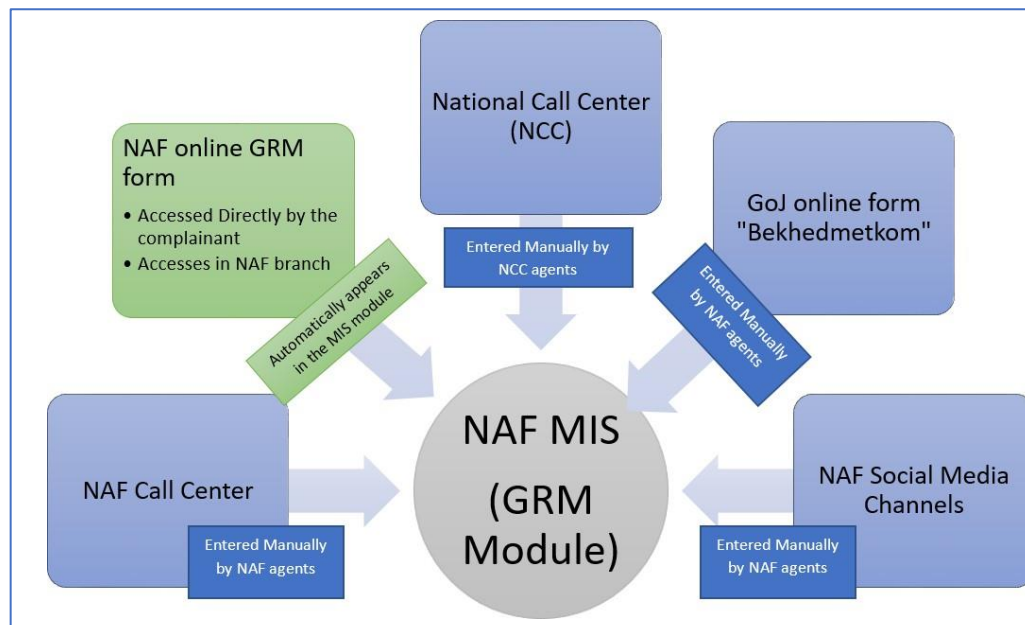 National Call Center
(NCC)
Entered Manually by
NCC agents
NAF online GRM
form
• Accessed Directly by the
complainant
• Accesses in NAF branch
Automatically appears
in the MIS module
GoJ online form
"Bekhedmetkom"
Entered Manually
by NAF agents
NAF Call Center
Entered Manually
by NAF agents
NAF MIS
(GRM
Module)
NAF Social Media
Channels
Entered Manually
by NAF agents